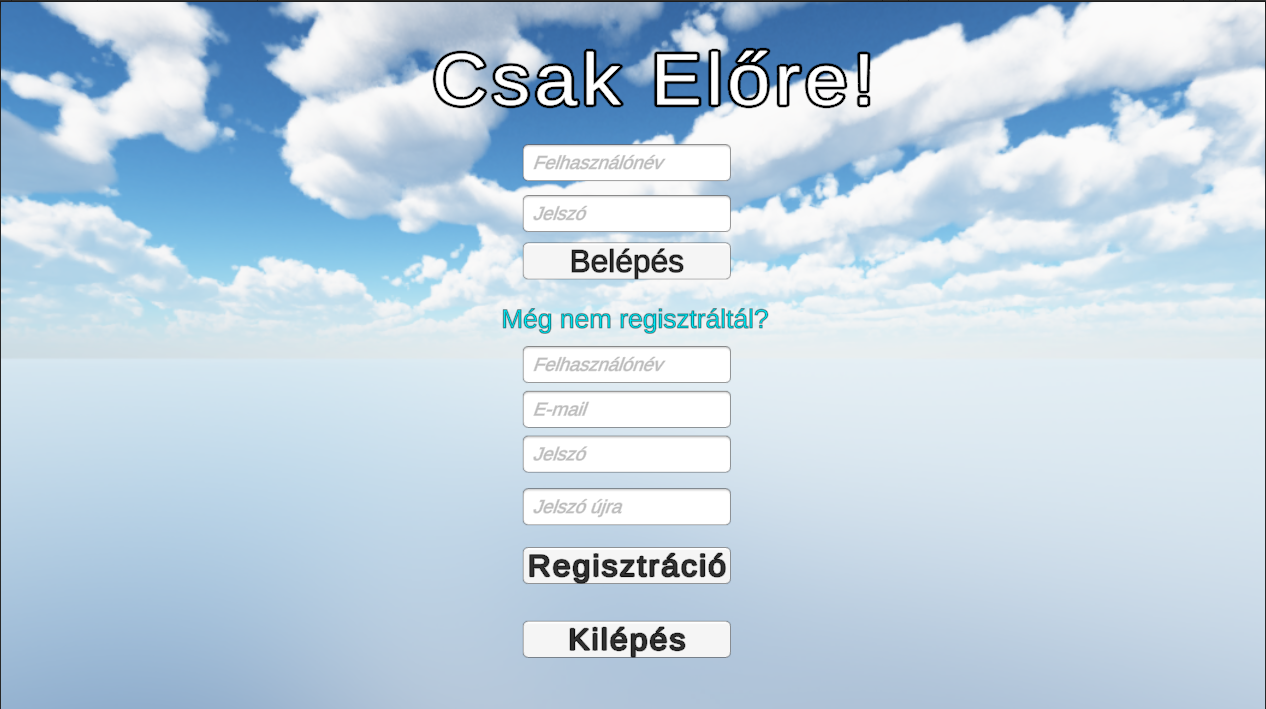 Csak Előre!
Felhasználónév
Jelszó
Belépés
Még nem regisztráltál?
Felhasználónév
E-mail
Jelszó
Jelszó újra
Regisztráció
Kilépés